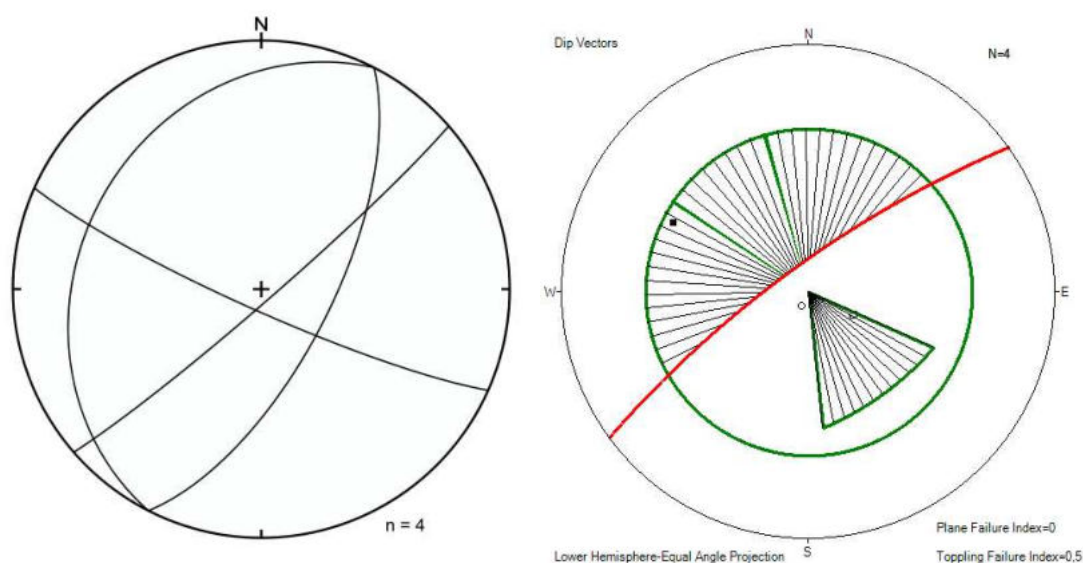 N
n = 4
Dip Vectors
N
N=4
W
E
S
Plane Failure Index=0
Lower Hemisphere-Equal Angle Projection
Toppling Failure Index=0,5